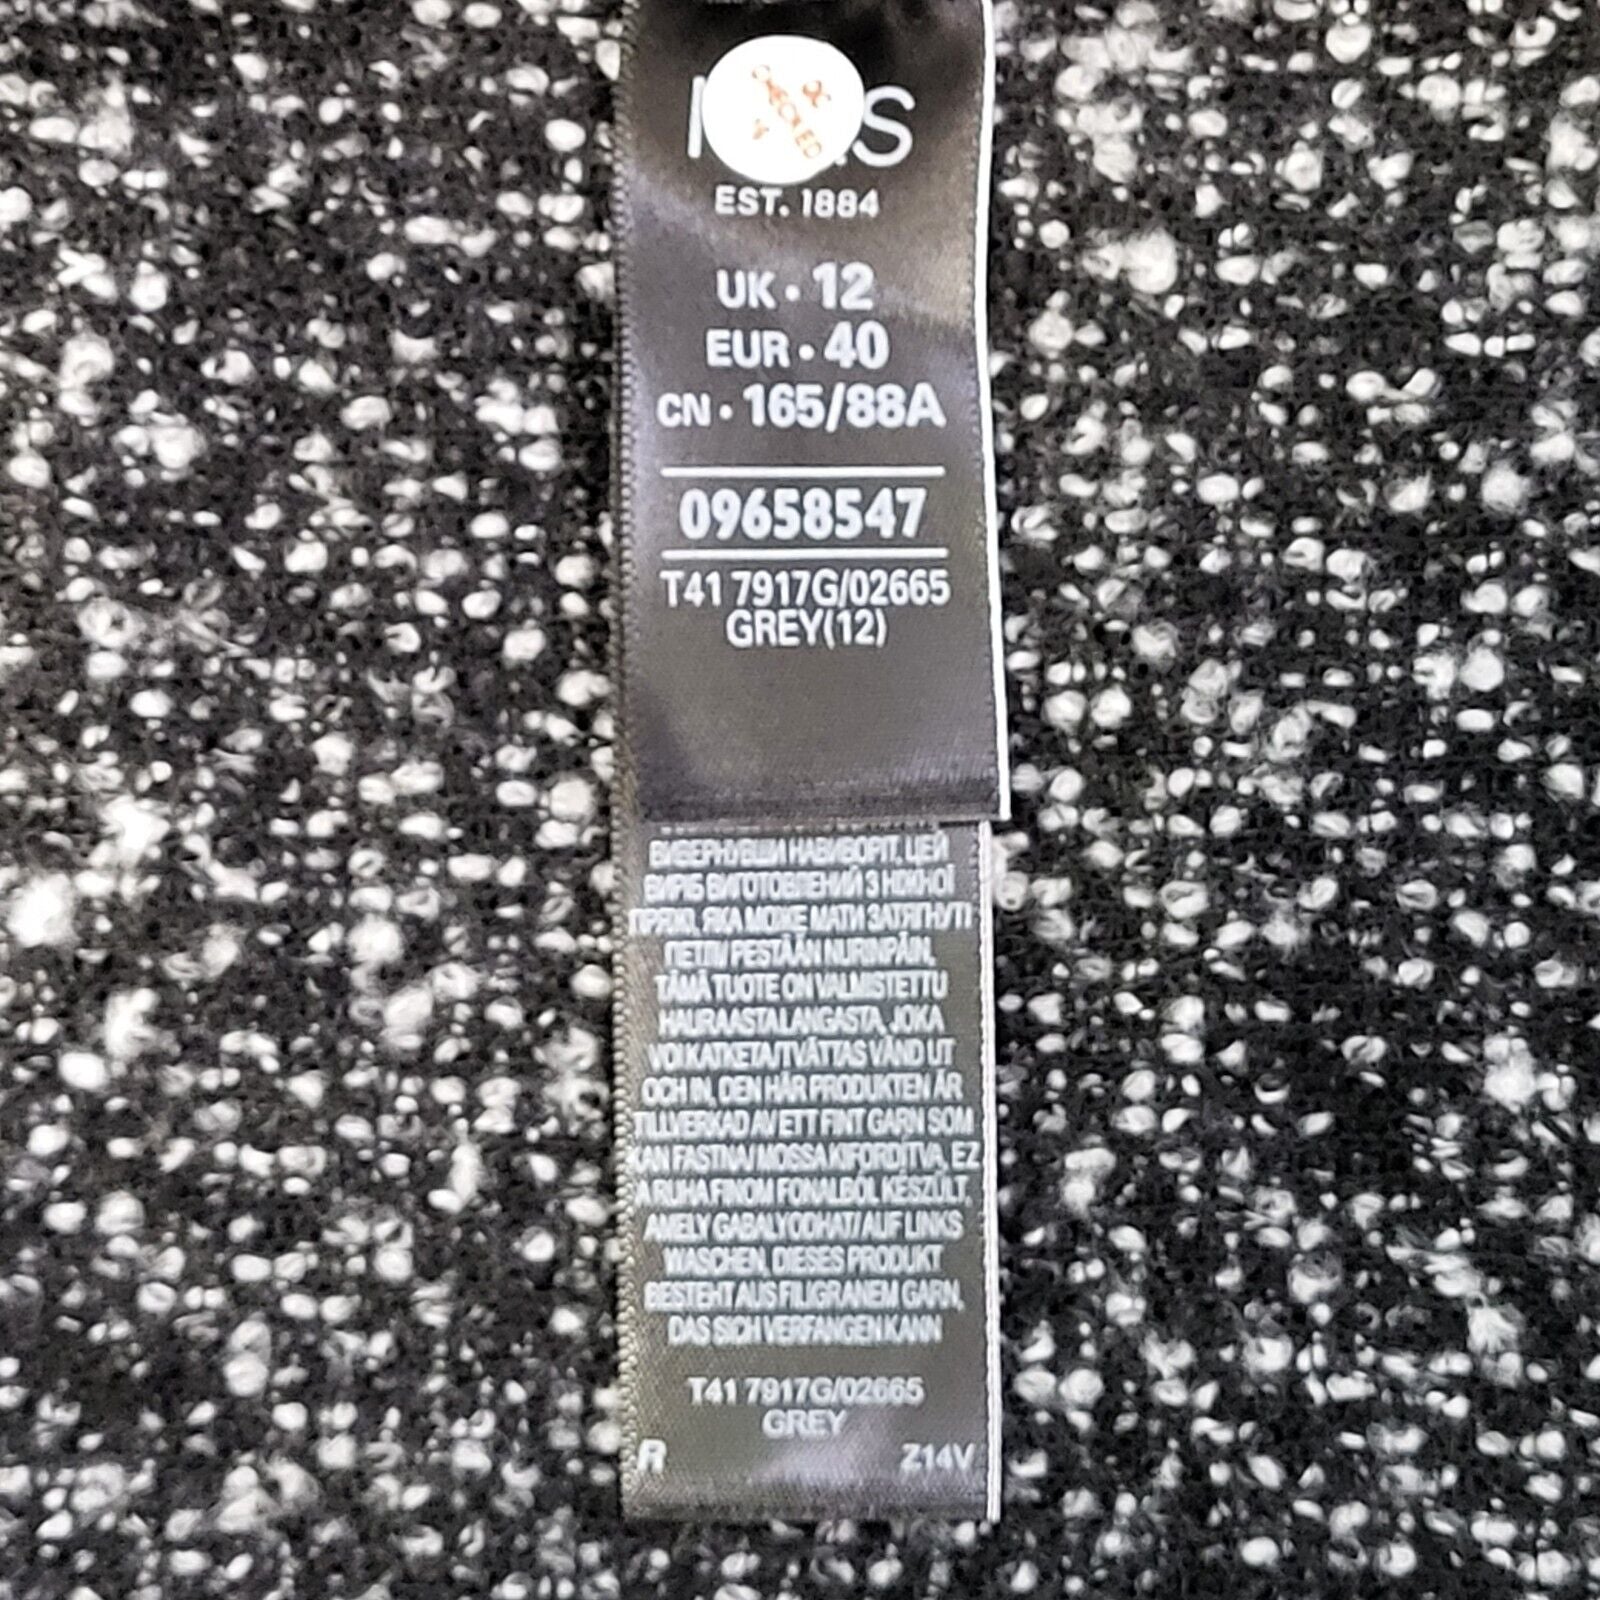 QC
CHECKED
S
EST. 1884
UK • 12
EUR • 40
CN • 165/88A
09658547
T41 7917G/02665
GREY(12)
ВИВЕРНУВШИ НАВИВОРІТ, ЦЕЙ
ВИРІБ ВИГОТОВЛЕНИЙ З НІЖНОЇ
ПРЯЖІ, ЯКА МОЖЕ МАТИ ЗАТЯГНУТІ
ПЕТЛІ/ PESTÄÄN NURINPÄIN,
TÄMÄ TUOTE ON VALMISTETTU
HAURAASTA LANGASTA, JOKA
VOI KATKETA/TVÄTTAS VÄND UT
OCH IN, DEN HÄR PRODUKTEN ÄR
TILLVERKAD AV ETT FINT GARN SOM
KAN FASTNA/ MOSSA KIFORDÍTVA, EZ
A RUHA FINOM FONALBÓL KÉSZÜLT,
AMELY GABALYODHAT/ AUF LINKS
WASCHEN, DIESES PRODUKT
BESTEHT AUS FILIGRANEM GARN,
DAS SICH VERFANGEN KANN
T41 7917G/02665
GREY
R Z14V